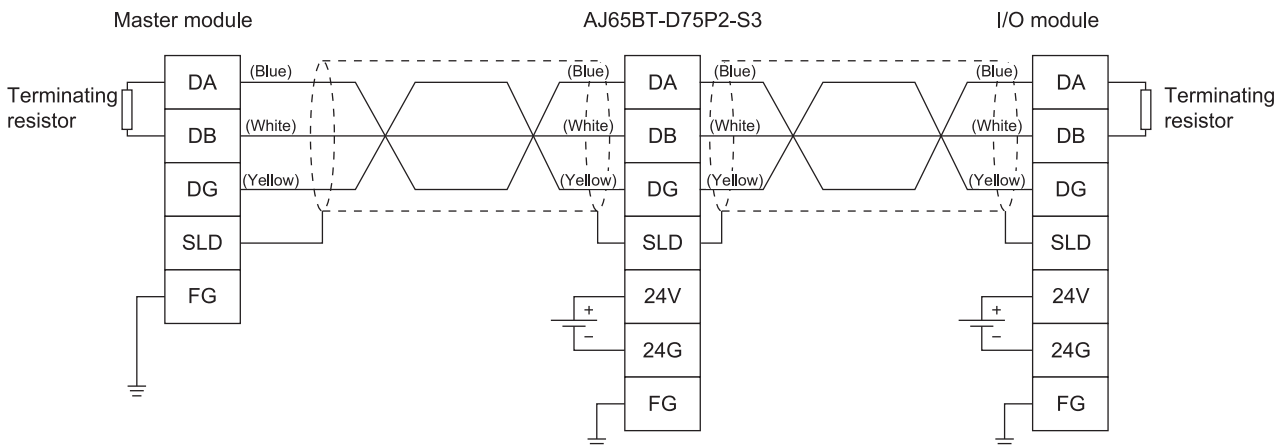 Master module
AJ65BT-D75P2-S3
I/O module
Terminating
resistor
DA
(Blue)
(Blue)
DA
(Blue)
(Blue)
DA
Terminating
resistor
DB
(White)
(White)
DB
(White)
(White)
DB
DG
(Yellow)
(Yellow)
DG
(Yellow)
(Yellow)
DG
SLD
SLD
SLD
FG
+
−
24V
+
−
24V
24G
24G
FG
FG